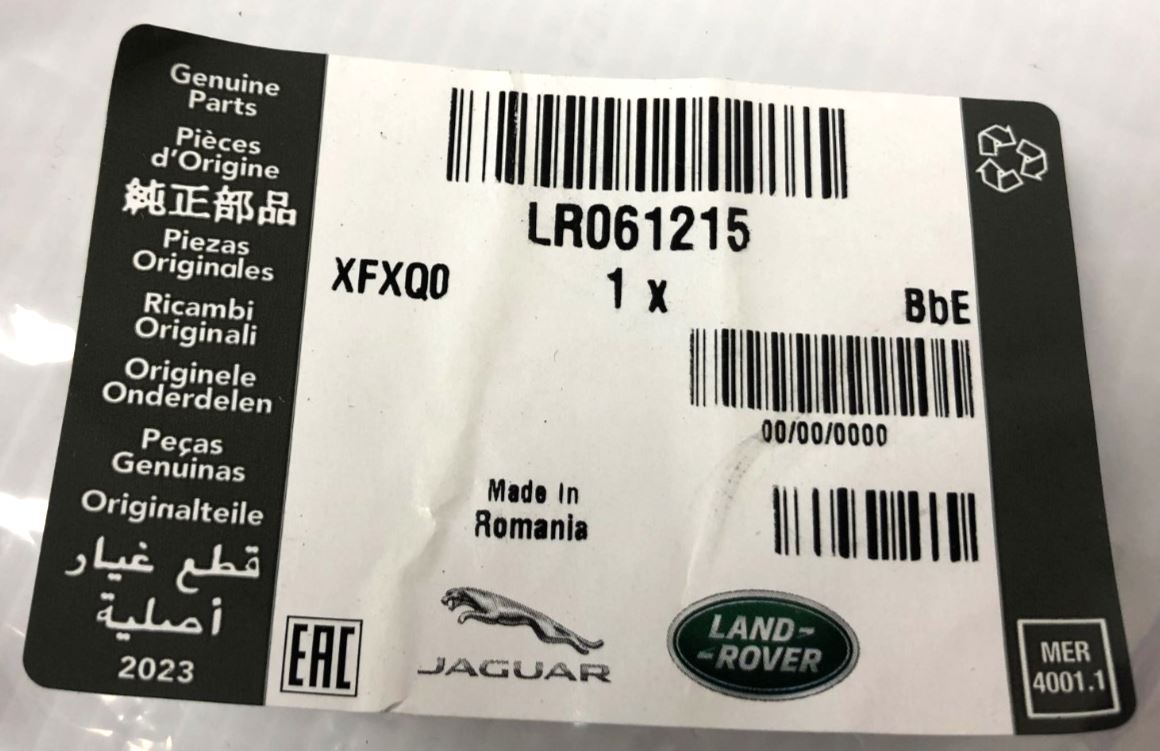 Genuine
Parts
Pièces
d'Origine
純正部品
Piezas
Originales
Ricambi
Originali
Originele
Onderdelen
Peças
Genuinas
Originalteile
قطع غيار
أصلية
2023
LR061215
XFXQ0
1 x
BbE
00/00/0000
Made In
Romania
EAC
JAGUAR
LAND-
-ROVER
MER
4001.1